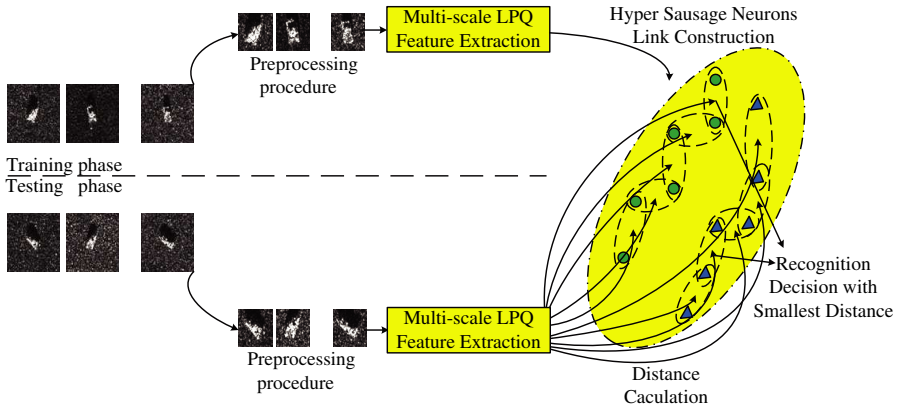 Multi-scale LPQ
Feature Extraction
Hyper Sausage Neurons
Link Construction
Preprocessing
procedure
Training phase
Testing phase
Recognition
Decision with
Smallest Distance
Multi-scale LPQ
Feature Extraction
Preprocessing
procedure
Distance
Caculation